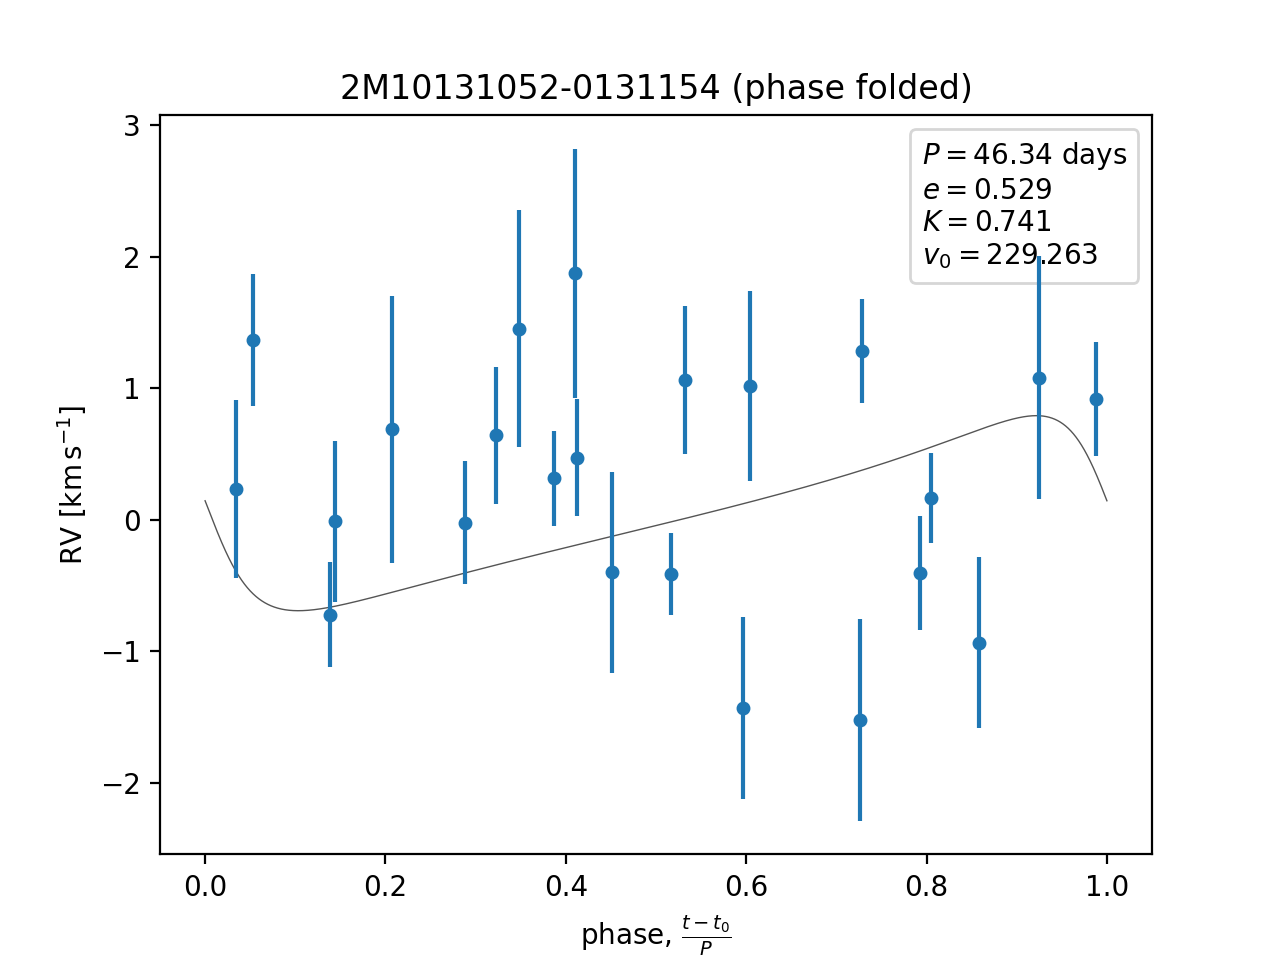 2M10131052-0131154 (phase folded)
P = 46.34 days
e = 0.529
K = 0.741
v₀ = 229.263
3
2
1
0
−1
−2
RV [km s⁻¹]
0.0 0.2 0.4 0.6 0.8 1.0
phase, (t − t₀)/P